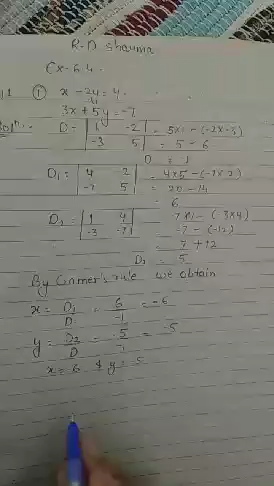 R.D Sharma
Ex-6.4.
① x - 2y = 4.
3x + 5y = -7
Soln. D = | 1 -2 | = 5x1 - (-2x-3)
| -3 5 | = 5 - 6
D = 1
D1 = | 4 -2 | = 4x5 - (-7x2)
| -7 5 | = 20 - 14
= 6
D2 = | 1 4 | 7x1 - (3x4)
| -3 -7 | -7 - (-12)
7 + 12
D2 = 5
By Cramer's rule we obtain
x = D1/D = 6/-1 = -6
y = D2/D = -5/1 = -5
x = 6 & y = 5